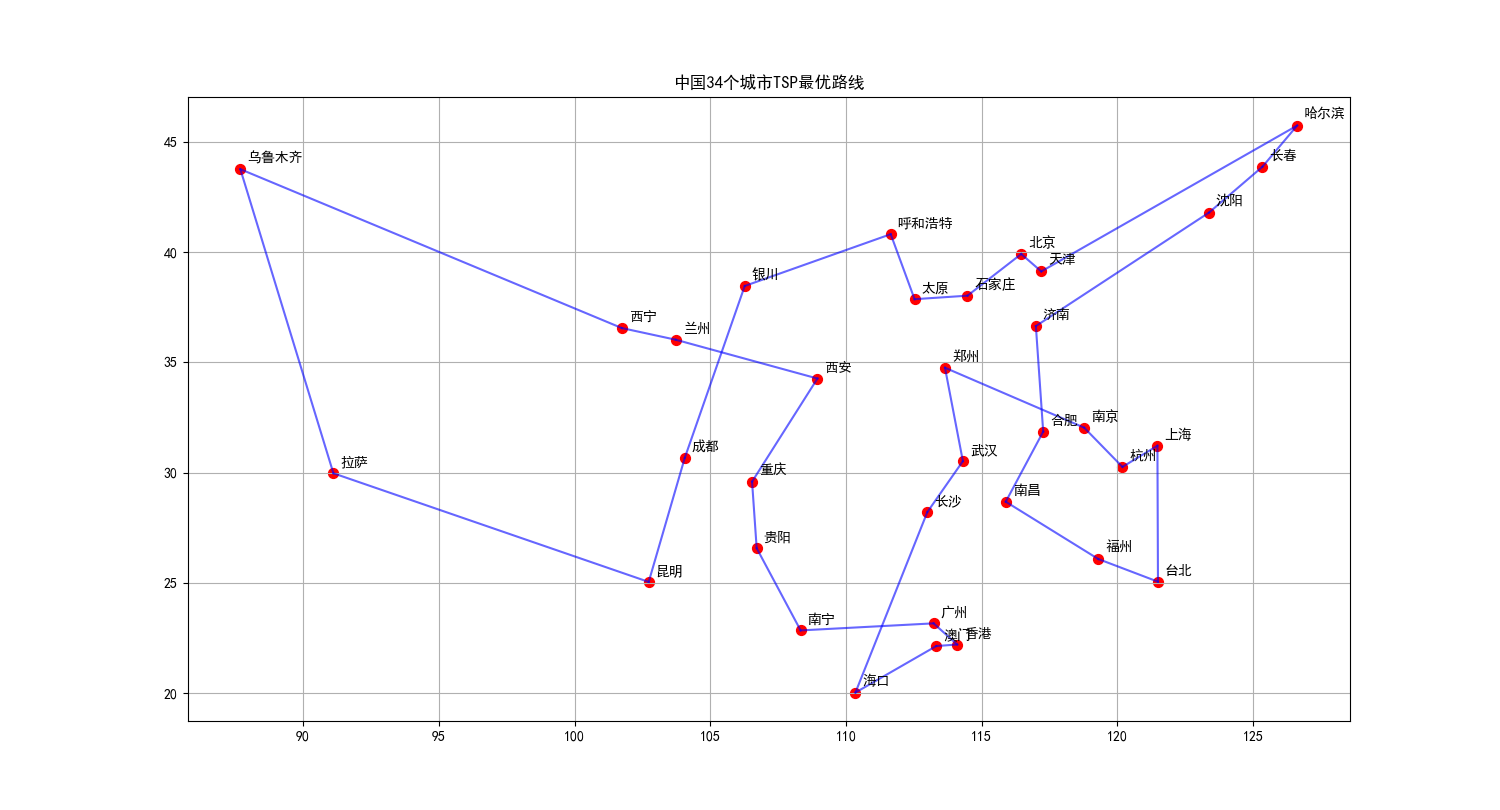 中国34个城市TSP最优路线
哈尔滨
45
长春
乌鲁木齐
沈阳
呼和浩特
北京
40
天津
银川
石家庄
太原
西宁
济南
兰州
35
郑州
西安
合肥
南京
上海
成都
武汉
杭州
30
拉萨
重庆
南昌
长沙
贵阳
福州
25
昆明
台北
南宁
广州
澳门
香港
20
海口
90
95
100
105
110
115
120
125